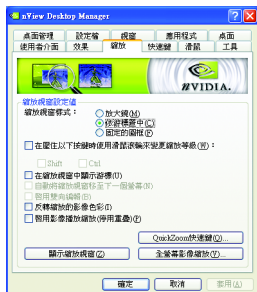 nView Desktop Manager
桌面管理 設定檔 視窗 應用程式 桌面
使用者介面 效果 縮放 快速鍵 滑鼠 工具
NVIDIA.
縮放視窗設定值
縮放視窗樣式：
放大鏡(M)
依游標置中(C)
固定的圖框(F)
在壓住以下按鍵時使用滑鼠滾輪來變更縮放等級(W)：
Shift Ctrl
在縮放視窗中顯示游標(U)
自動將縮放視窗移至下一個螢幕(N)
啟用雙向編輯(B)
反轉縮放的影像色彩(I)
啟用影像播放縮放(停用重疊)(P)
QuickZoom快速鍵(Q)...
顯示縮放視窗(Z) 全螢幕影像縮放(V)...
確定 取消 套用(A)